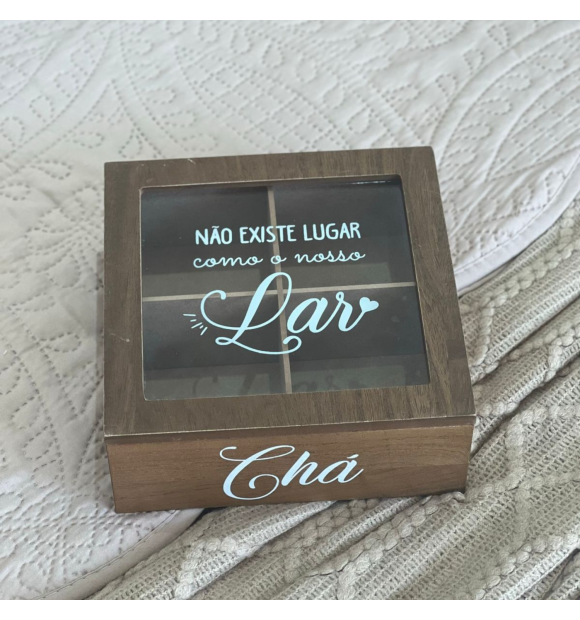 NÃO EXISTE LUGAR
como o nosso
Lar
Chá